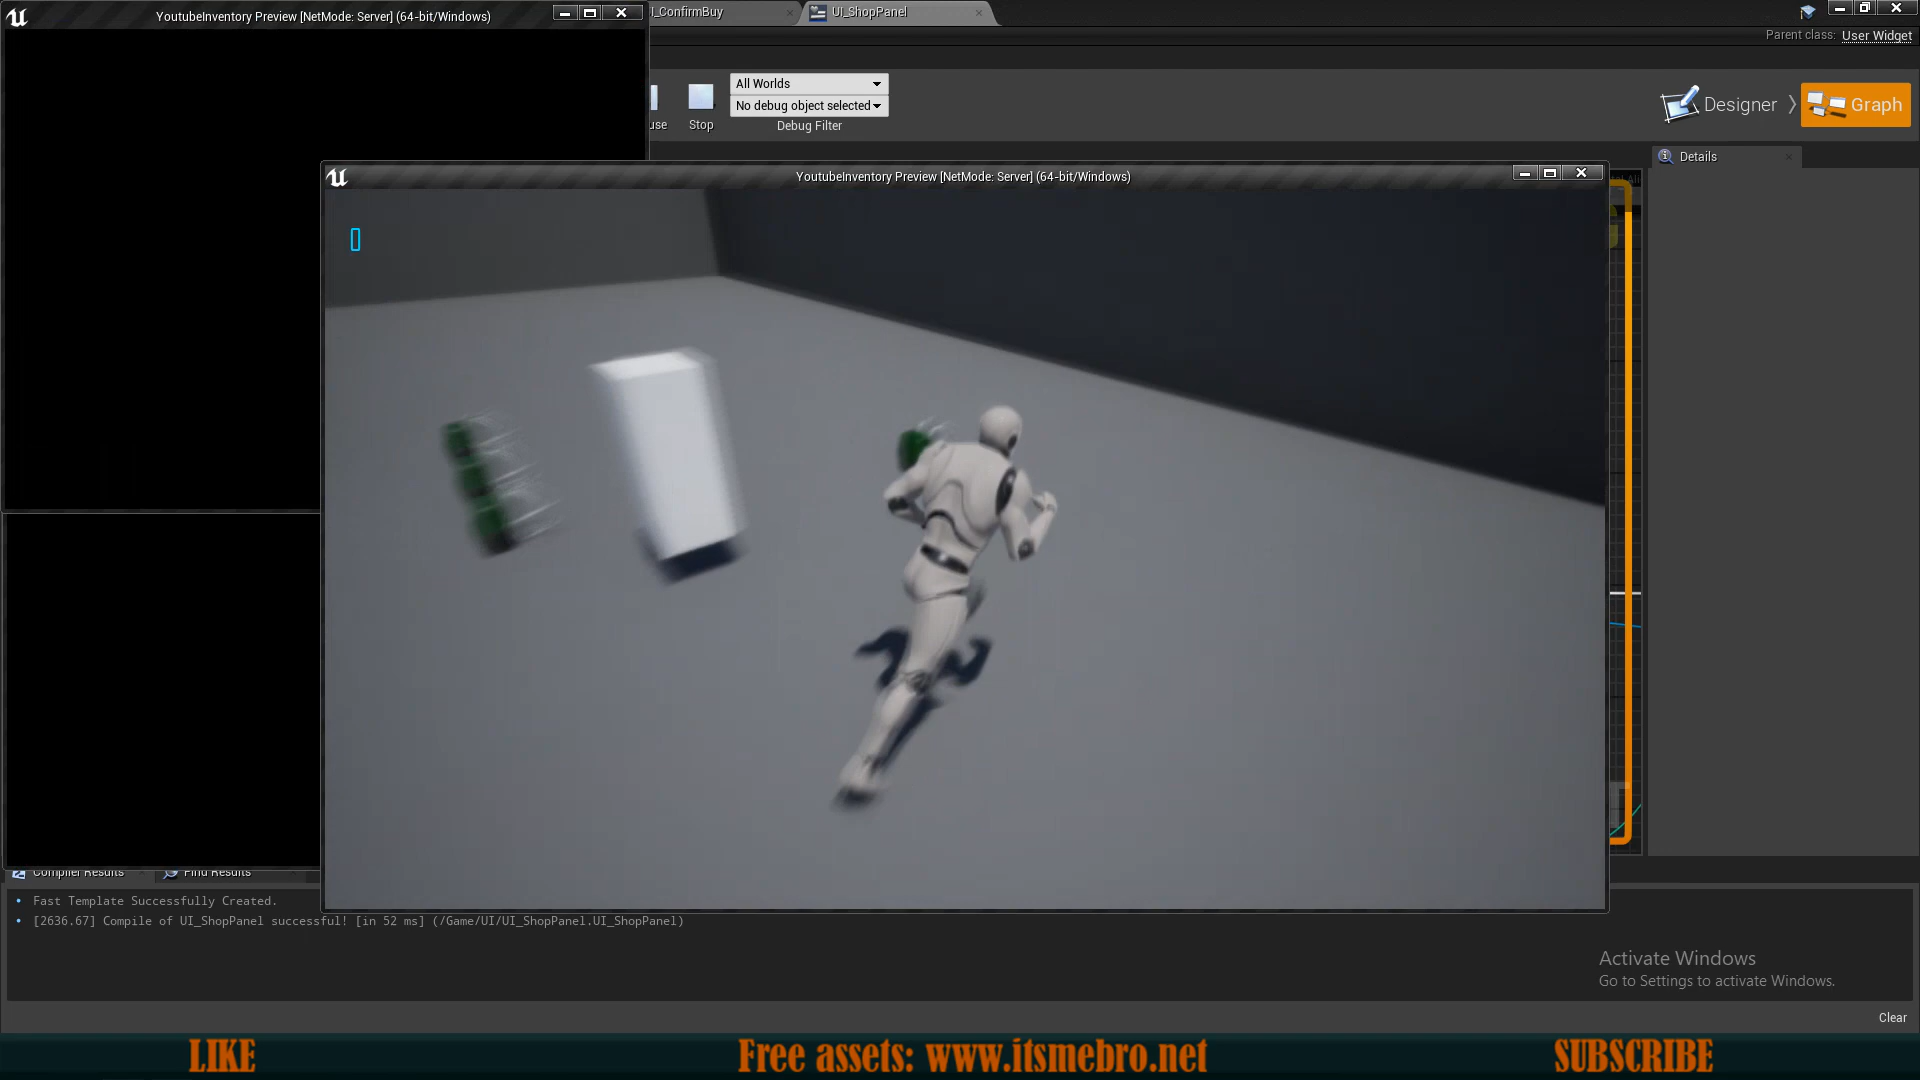 YoutubeInventory Preview [NetMode: Server] (64-bit/Windows)
I_ConfirmBuy
UI_ShopPanel
Parent class: User Widget
use
Stop
All Worlds
No debug object selected
Debug Filter
Designer
Graph
Details
YoutubeInventory Preview [NetMode: Server] (64-bit/Windows)
Compiler Results
Find Results
Fast Template Successfully Created.
[2636.67] Compile of UI_ShopPanel successful! [in 52 ms] (/Game/UI/UI_ShopPanel.UI_ShopPanel)
Activate Windows
Go to Settings to activate Windows.
Clear
LIKE
Free assets: www.itsmebro.net
SUBSCRIBE